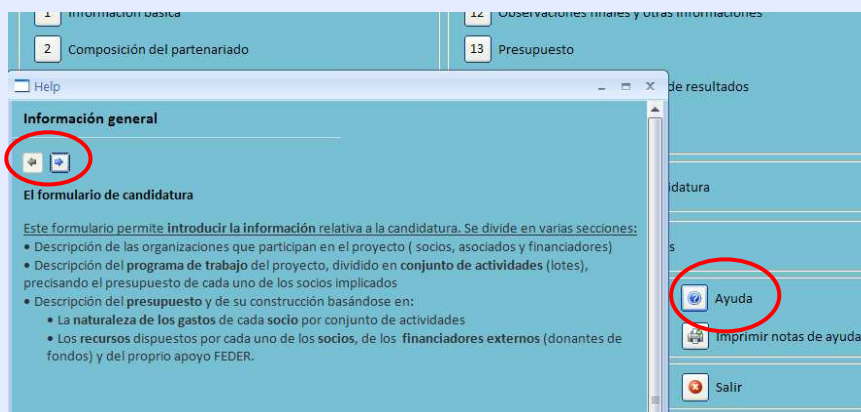 1 Información básica
12 Observaciones finales y otras informaciones
2 Composición del partenariado
13 Presupuesto
Help
de resultados
Información general
El formulario de candidatura
idatura
Este formulario permite introducir la información relativa a la candidatura. Se divide en varias secciones:
• Descripción de las organizaciones que participan en el proyecto ( socios, asociados y financiadores)
• Descripción del programa de trabajo del proyecto, dividido en conjunto de actividades (lotes),
precisando el presupuesto de cada uno de los socios implicados
• Descripción del presupuesto y de su construcción basándose en:
• La naturaleza de los gastos de cada socio por conjunto de actividades
• Los recursos dispuestos por cada uno de los socios, de los financiadores externos (donantes de
fondos) y del proprio apoyo FEDER.
s
Ayuda
Imprimir notas de ayuda
Salir